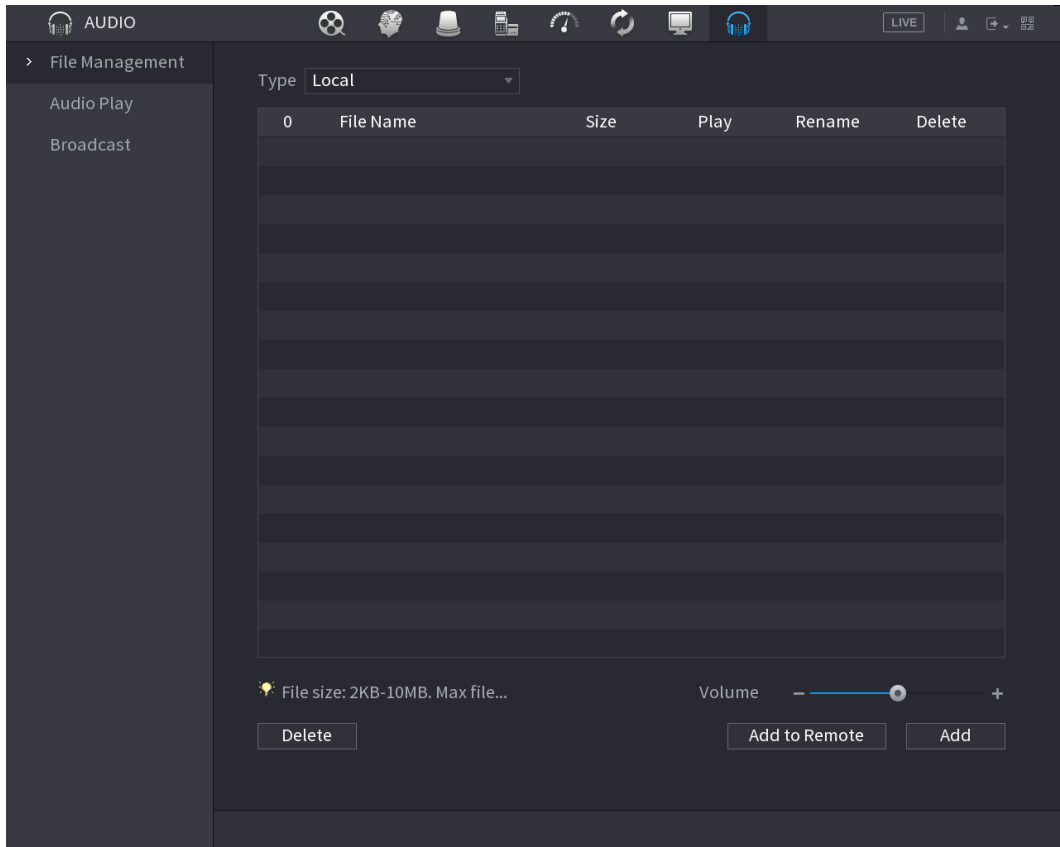 AUDIO
LIVE
File Management
Audio Play
Broadcast
Type Local
0 File Name Size Play Rename Delete
File size: 2KB-10MB. Max file...
Volume
Delete Add to Remote Add